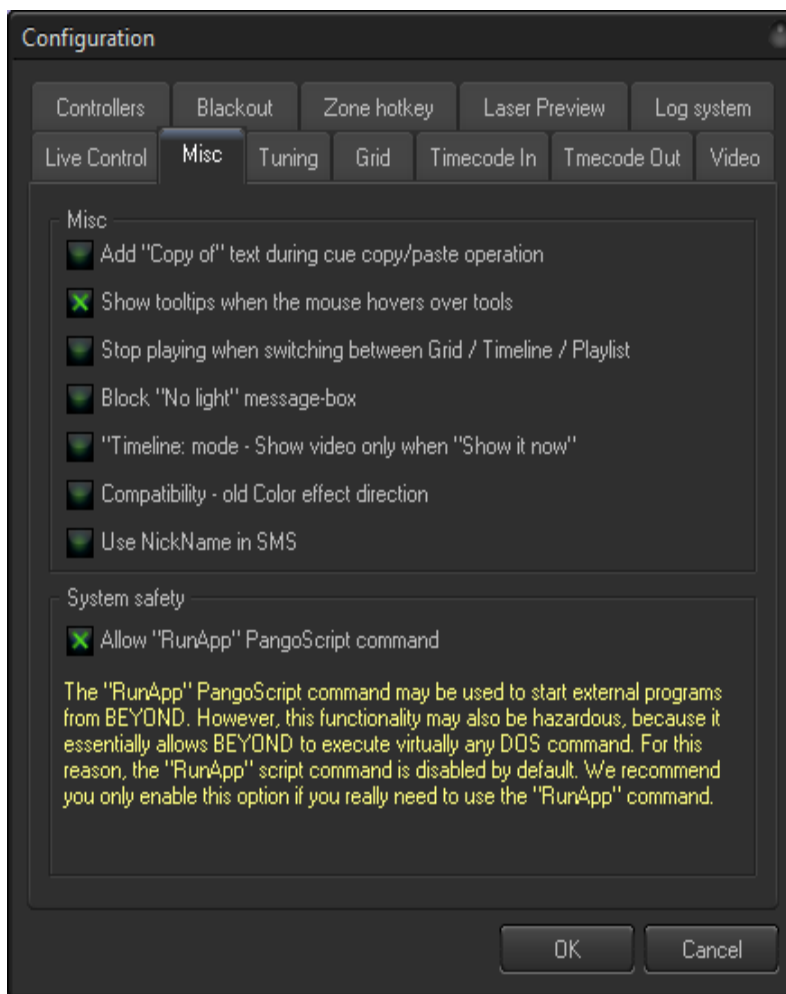 Configuration
Controllers Blackout Zone hotkey Laser Preview Log system
Live Control Misc Tuning Grid Timecode In Tmecode Out Video
Misc
Add "Copy of" text during cue copy/paste operation
Show tooltips when the mouse hovers over tools
Stop playing when switching between Grid / Timeline / Playlist
Block "No light" message-box
"Timeline: mode - Show video only when "Show it now"
Compatibility - old Color effect direction
Use NickName in SMS
System safety
Allow "RunApp" PangoScript command
The "RunApp" PangoScript command may be used to start external programs
from BEYOND. However, this functionality may also be hazardous, because it
essentially allows BEYOND to execute virtually any DOS command. For this
reason, the "RunApp" script command is disabled by default. We recommend
you only enable this option if you really need to use the "RunApp" command.
OK Cancel